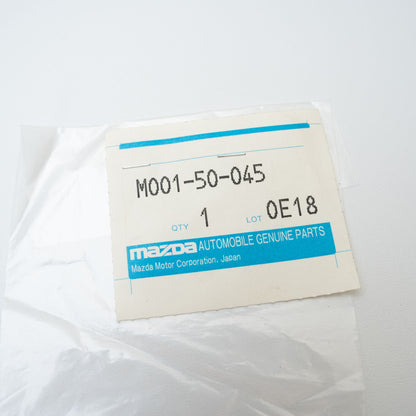 M001-50-045
QTY 1 LOT 0E18
mazda AUTOMOBILE GENUINE PARTS
Mazda Motor Corporation, Japan